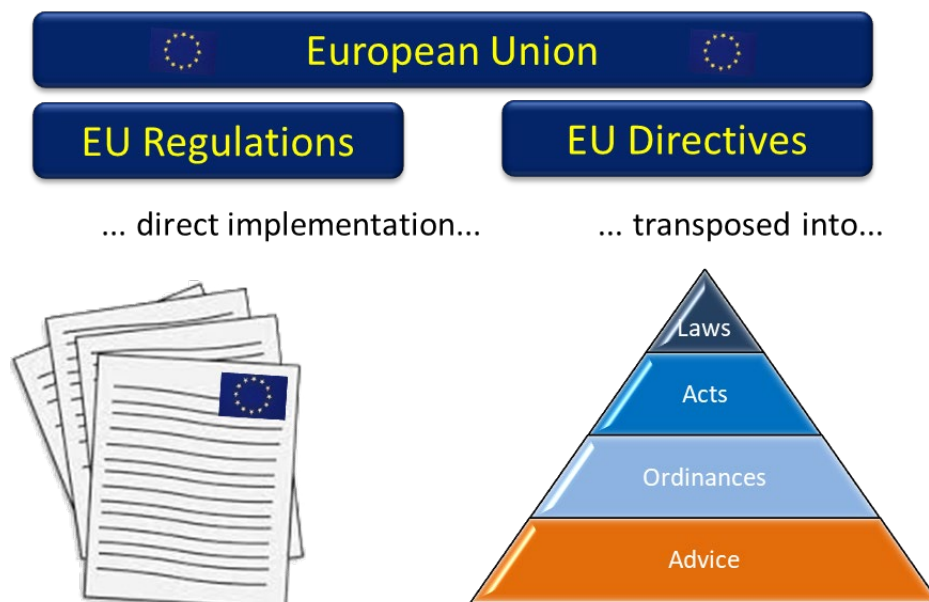 European Union
EU Regulations
EU Directives
... direct implementation...
... transposed into...
Laws
Acts
Ordinances
Advice